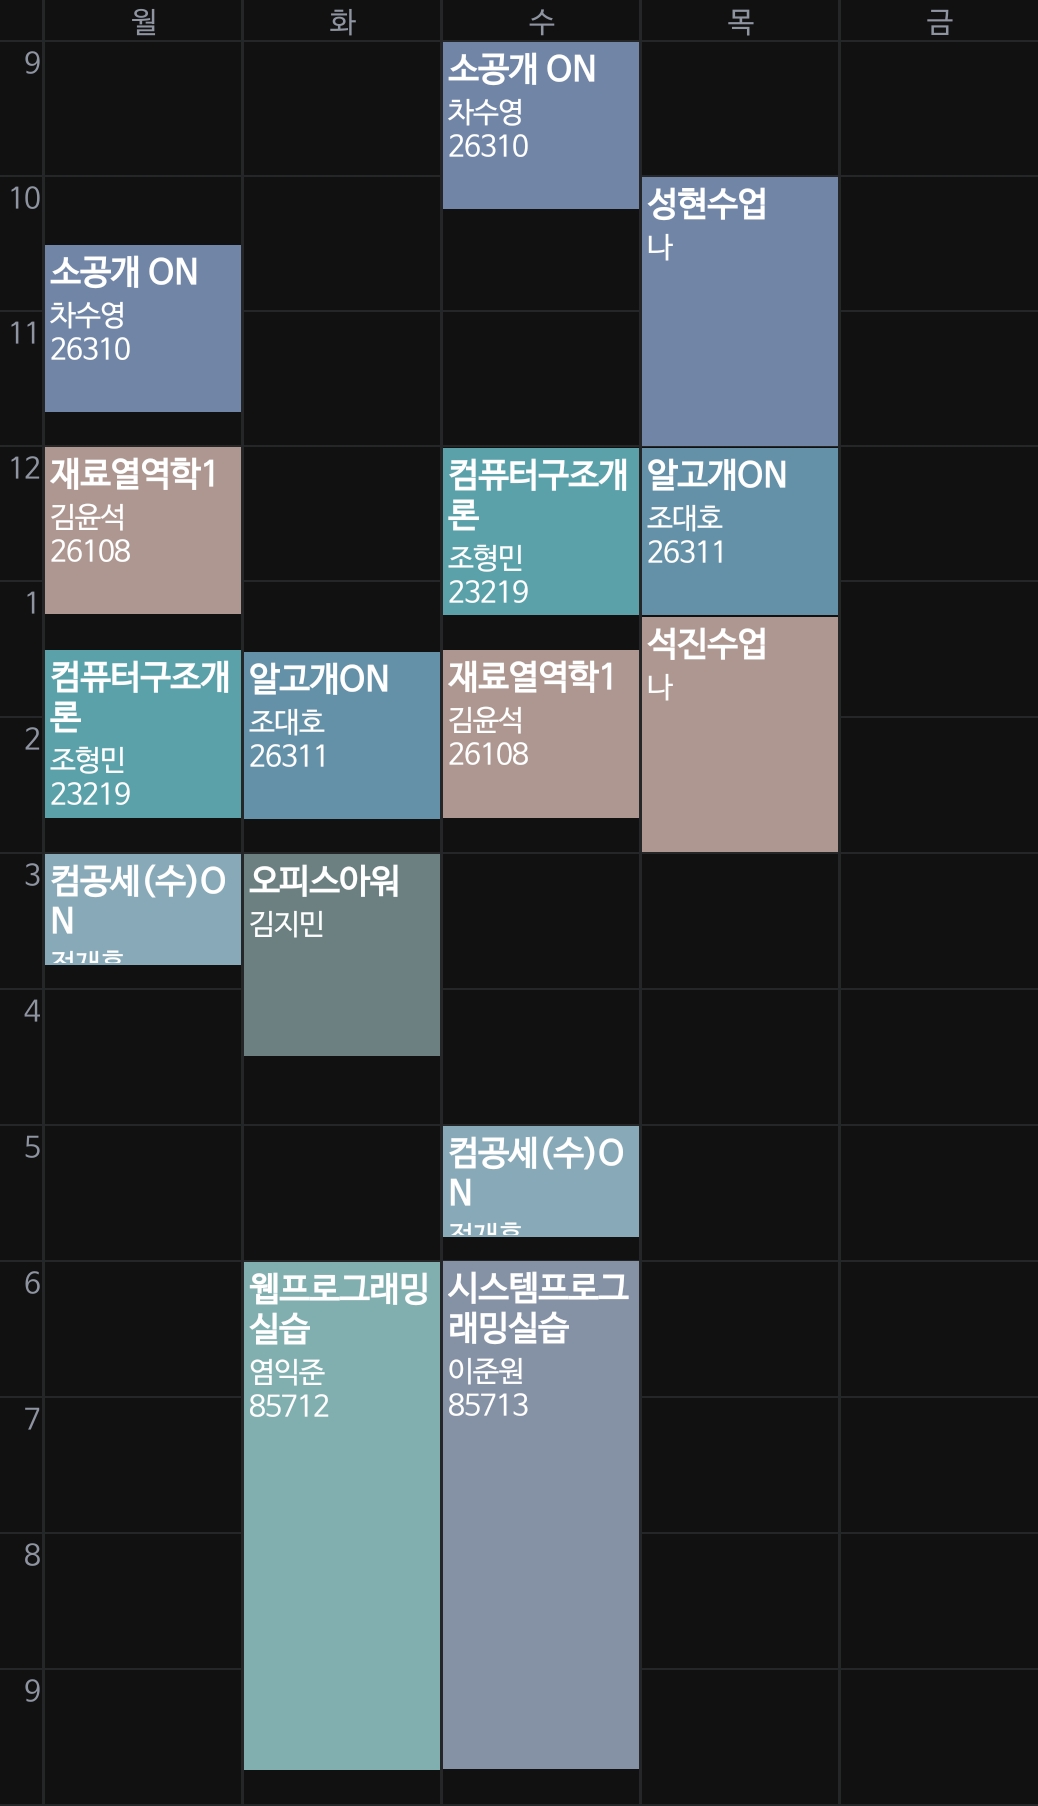 월 화 수 목 금
9
소공개 ON
차수영
26310
10
성현수업
나
소공개 ON
차수영
26310
11
12
재료열역학1
김윤석
26108
컴퓨터구조개
론
조형민
23219
알고개ON
조대호
26311
1
석진수업
나
컴퓨터구조개
론
조형민
23219
알고개ON
조대호
26311
재료열역학1
김윤석
26108
2
3
컴공세(수)O
N
오피스아워
김지민
4
5
컴공세(수)O
N
6
웹프로그래밍
실습
염익준
85712
시스템프로그
래밍실습
이준원
85713
7
8
9